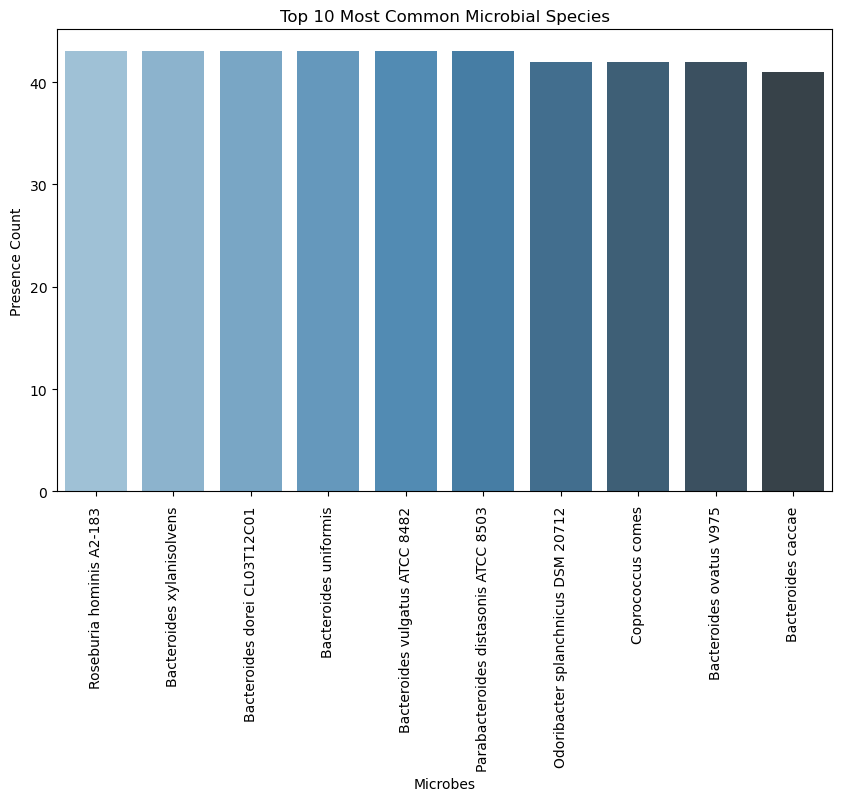 Top 10 Most Common Microbial Species
Presence Count
40
30
20
10
0
Roseburia hominis A2-183
Bacteroides xylanisolvens
Bacteroides dorei CL03T12C01
Bacteroides uniformis
Bacteroides vulgatus ATCC 8482
Parabacteroides distasonis ATCC 8503
Odoribacter splanchnicus DSM 20712
Coprococcus comes
Bacteroides ovatus V975
Bacteroides caccae
Microbes